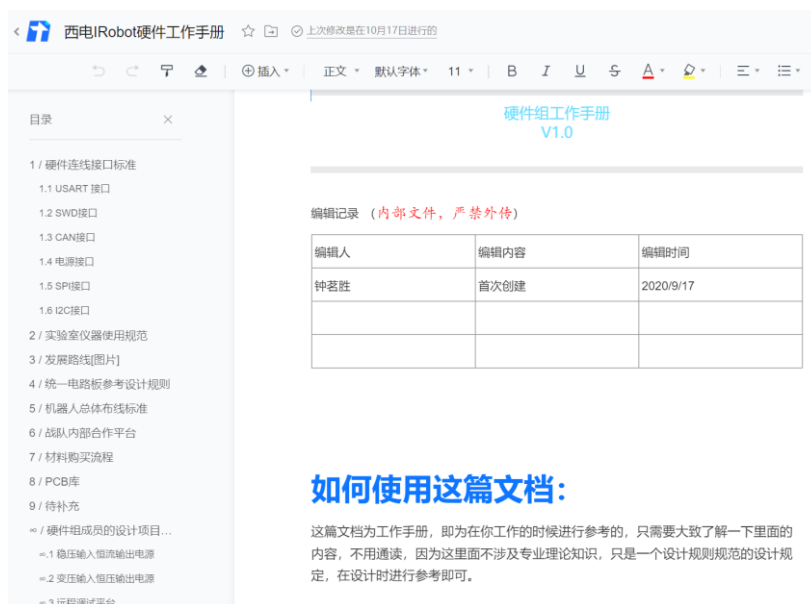 西电IRobot硬件工作手册
上次修改是在10月17日进行的
插入
正文
默认字体
11
B
I
U
S
A
目录
1 / 硬件连线接口标准
1.1 USART 接口
1.2 SWD接口
1.3 CAN接口
1.4 电源接口
1.5 SPI接口
1.6 I2C接口
2 / 实验室仪器使用规范
3 / 发展路线[图片]
4 / 统一电路板参考设计规则
5 / 机器人总体布线标准
6 / 战队内部合作平台
7 / 材料购买流程
8 / PCB库
9 / 待补充
∞ / 硬件组成员的设计项目...
∞.1 稳压输入恒流输出电源
∞.2 变压输入恒压输出电源
∞.3 远程调试平台
硬件组工作手册
V1.0
编辑记录 （内部文件，严禁外传）
编辑人 编辑内容 编辑时间
钟茗胜 首次创建 2020/9/17
如何使用这篇文档：
这篇文档为工作手册，即为在你工作的时候进行参考的，只需要大致了解一下里面的
内容，不用通读，因为这里面不涉及专业理论知识，只是一个设计规则规范的设计规
定，在设计时进行参考即可。